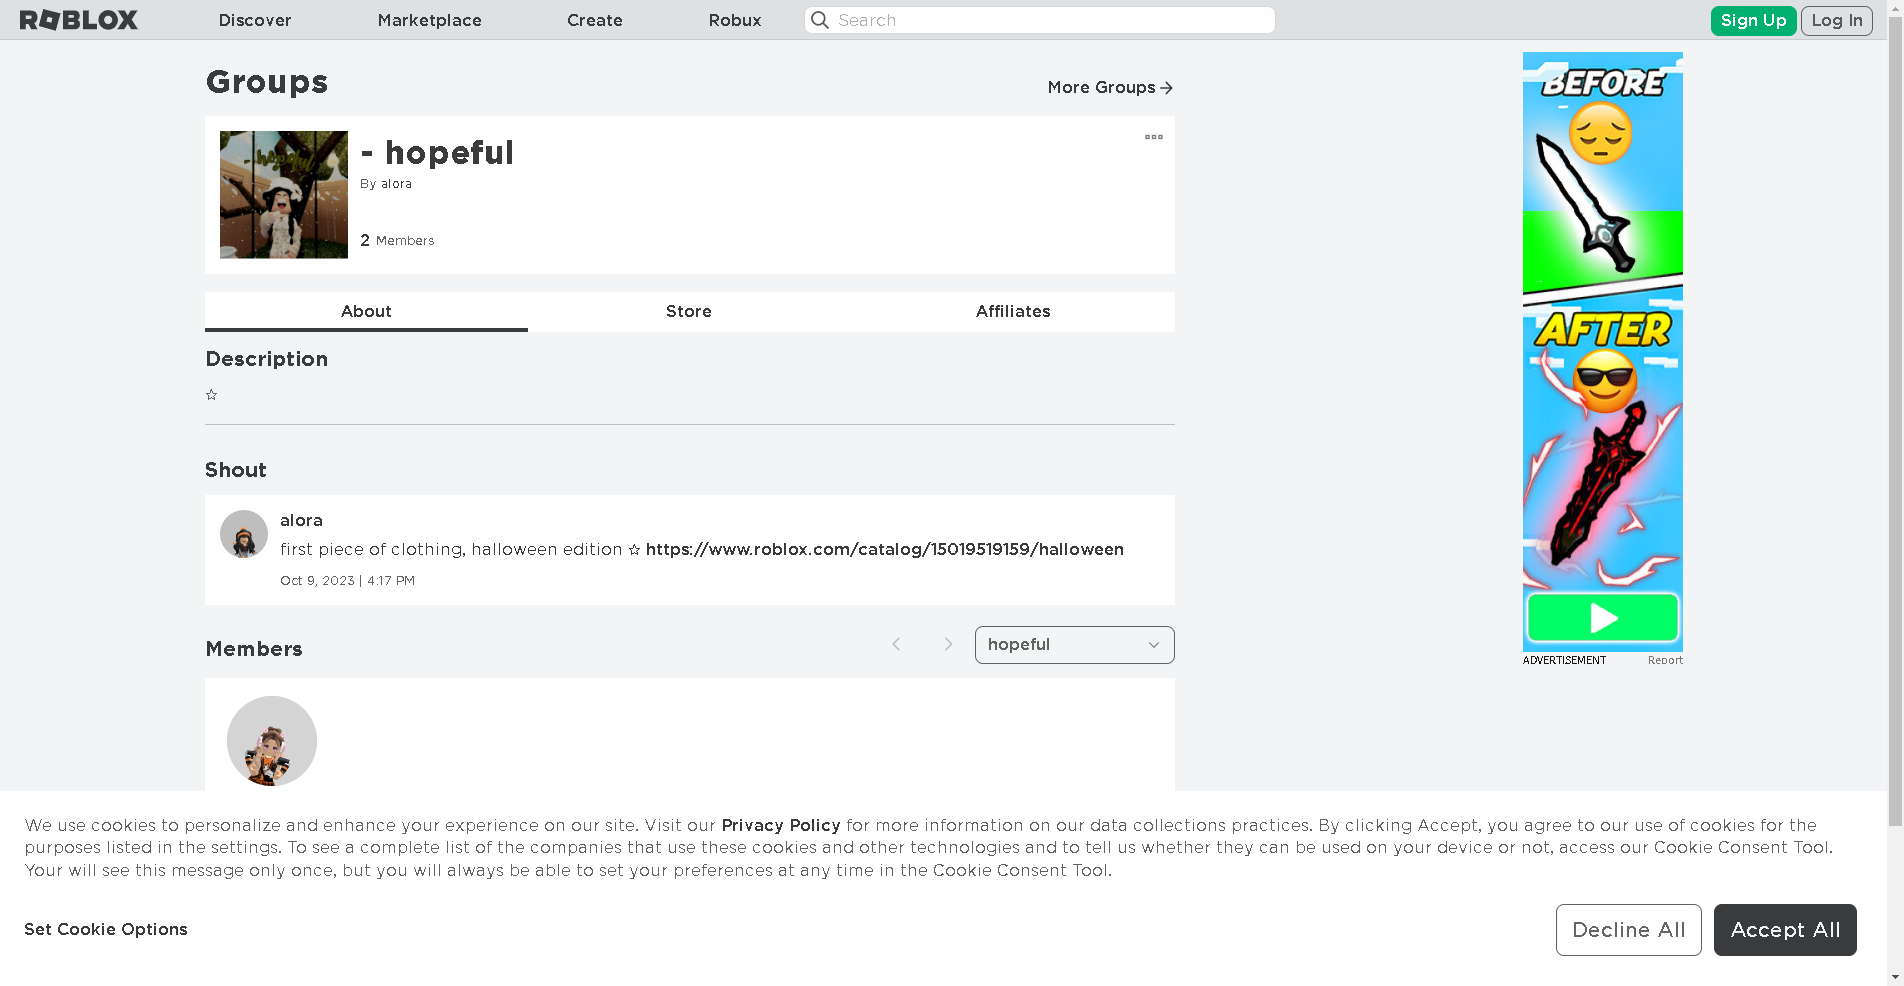 ROBLOX Discover Marketplace Create Robux Search Sign Up Log In
Groups
More Groups
- hopeful
- hopeful
By alora
2 Members
About Store Affiliates
Description
☆
Shout
alora
first piece of clothing, halloween edition ☆ https://www.roblox.com/catalog/15019519159/halloween
Oct 9, 2023 | 4:17 PM
Members
hopeful
BEFORE
AFTER
ADVERTISEMENT Report
We use cookies to personalize and enhance your experience on our site. Visit our Privacy Policy for more information on our data collections practices. By clicking Accept, you agree to our use of cookies for the
purposes listed in the settings. To see a complete list of the companies that use these cookies and other technologies and to tell us whether they can be used on your device or not, access our Cookie Consent Tool.
Your will see this message only once, but you will always be able to set your preferences at any time in the Cookie Consent Tool.
Set Cookie Options Decline All Accept All